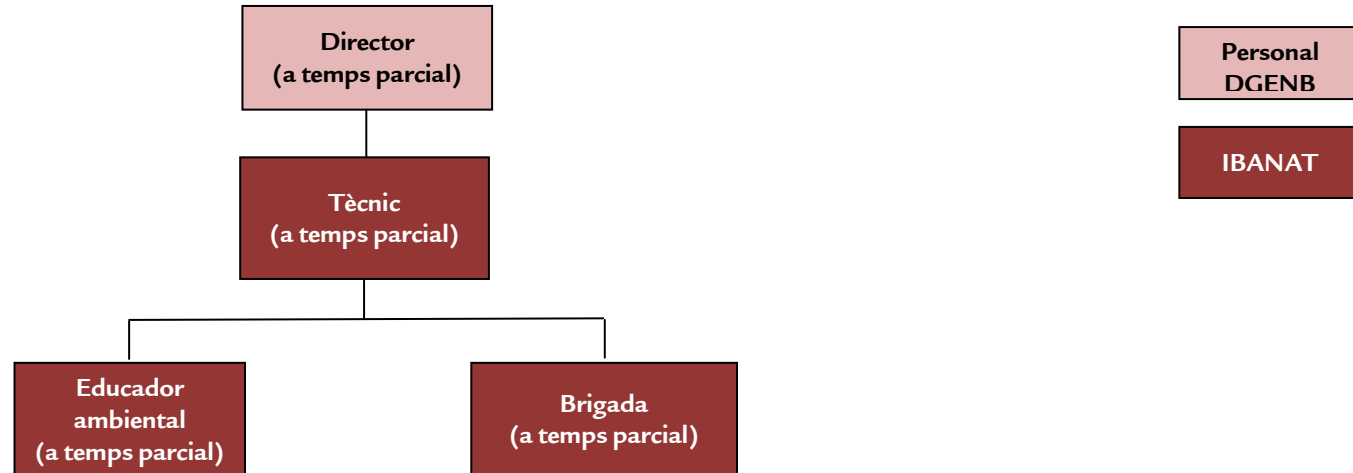 Director
(a temps parcial)
Personal
DGENB
Tècnic
(a temps parcial)
IBANAT
Educador
ambiental
(a temps parcial)
Brigada
(a temps parcial)